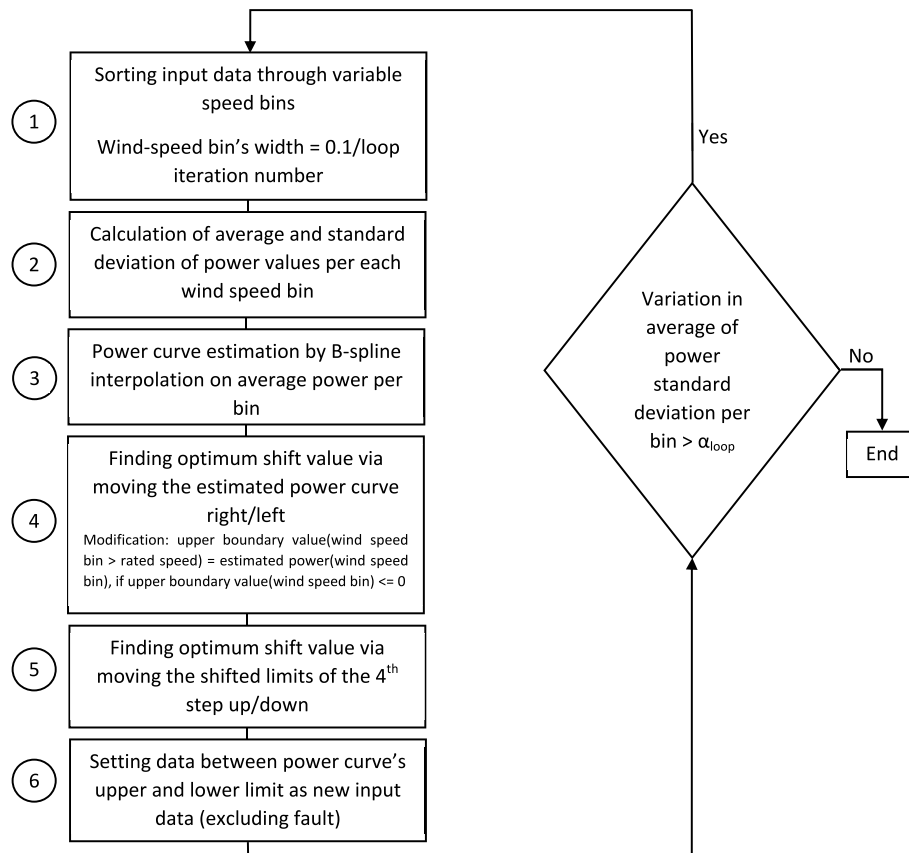 1
Sorting input data through variable
speed bins
Wind-speed bin's width = 0.1/loop
iteration number
2
Calculation of average and standard
deviation of power values per each
wind speed bin
3
Power curve estimation by B-spline
interpolation on average power per
bin
4
Finding optimum shift value via
moving the estimated power curve
right/left
Modification: upper boundary value(wind speed
bin > rated speed) = estimated power(wind speed
bin), if upper boundary value(wind speed bin) <= 0
5
Finding optimum shift value via
moving the shifted limits of the 4th
step up/down
6
Setting data between power curve's
upper and lower limit as new input
data (excluding fault)
Yes
Variation in
average of
power
standard
deviation per
bin > αloop
No
End